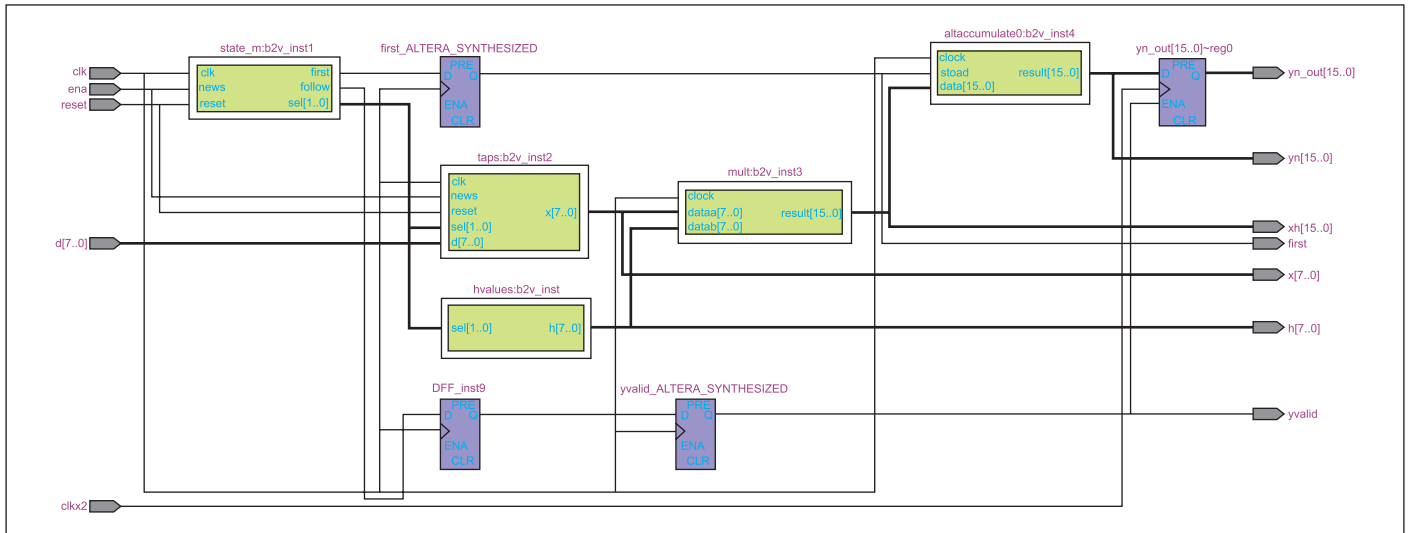 state_m:b2v_inst1
clk
news
reset
first
follow
sel[1..0]
first_ALTERA_SYNTHESIZED
PRE
D
Q
ENA
CLR
altaccumulate0:b2v_inst4
clock
stoad
data[15..0]
result[15..0]
yn_out[15..0]~reg0
PRE
D
Q
ENA
CLR
clk
ena
reset
d[7..0]
clkx2
taps:b2v_inst2
clk
news
reset
sel[1..0]
d[7..0]
x[7..0]
mult:b2v_inst3
clock
dataa[7..0]
datab[7..0]
result[15..0]
hvalues:b2v_inst
sel[1..0]
h[7..0]
DFF_inst9
PRE
D
Q
ENA
CLR
yvalid_ALTERA_SYNTHESIZED
PRE
D
Q
ENA
CLR
yn_out[15..0]
yn[15..0]
xh[15..0]
first
x[7..0]
h[7..0]
yvalid